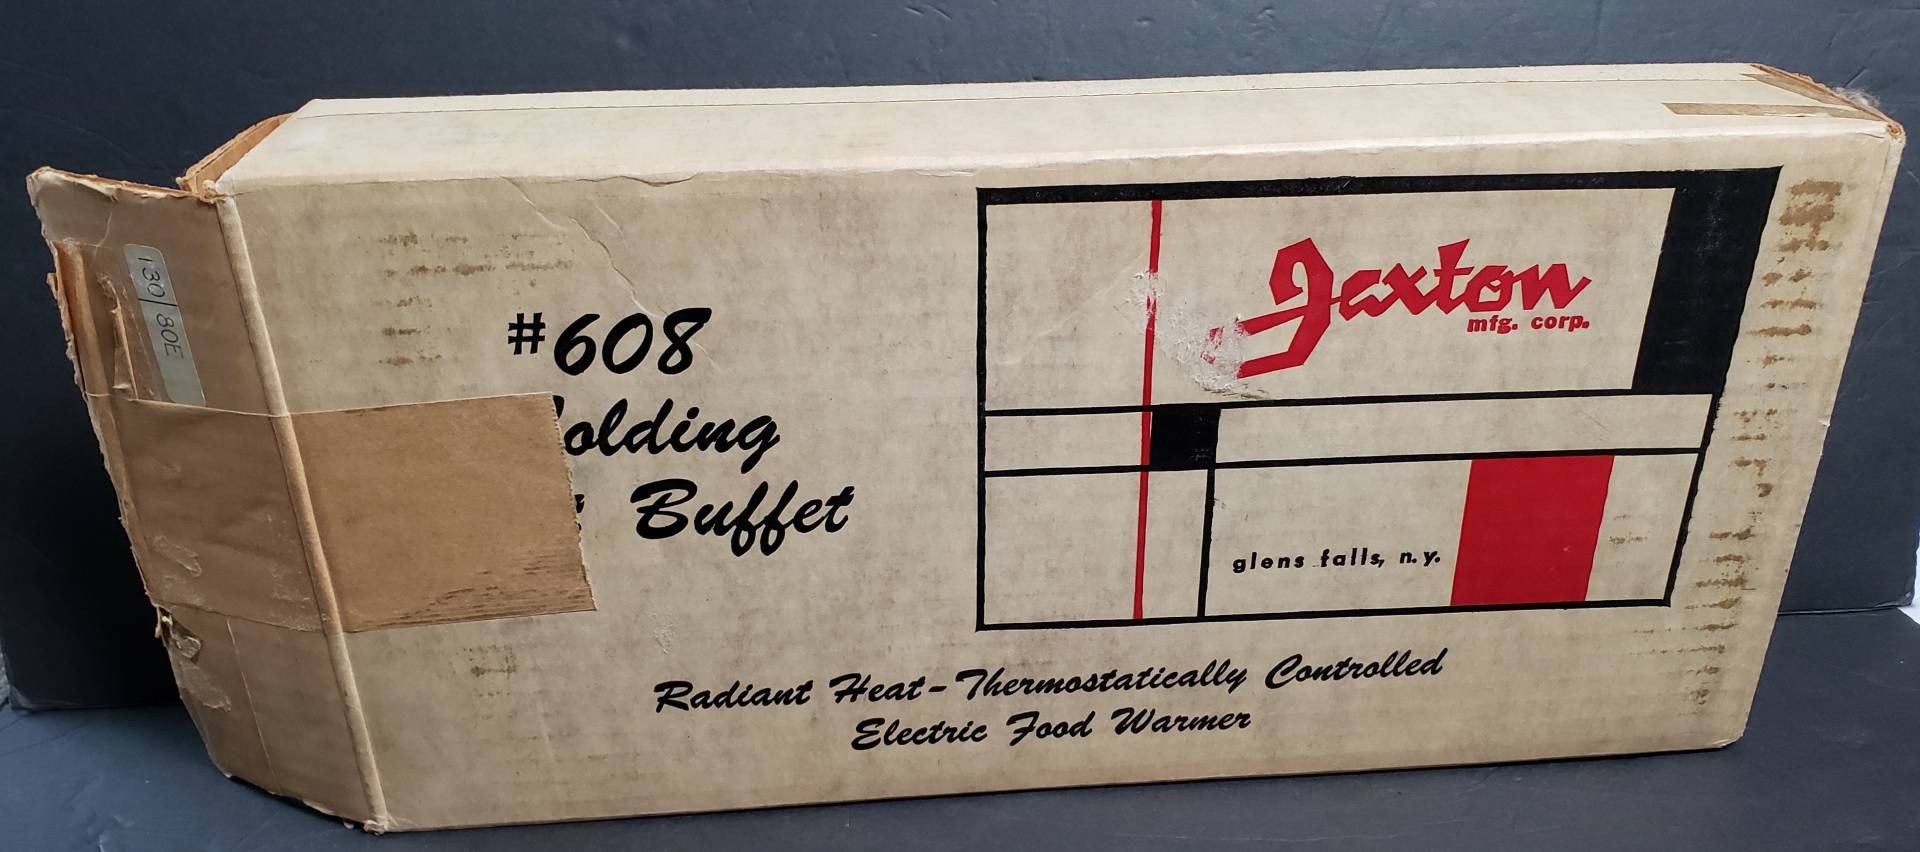 #608
olding
Buffet
Jaxton
mfg. corp.
glens falls, n.y.
Radiant Heat-Thermostatically Controlled
Electric Food Warmer
130/80E